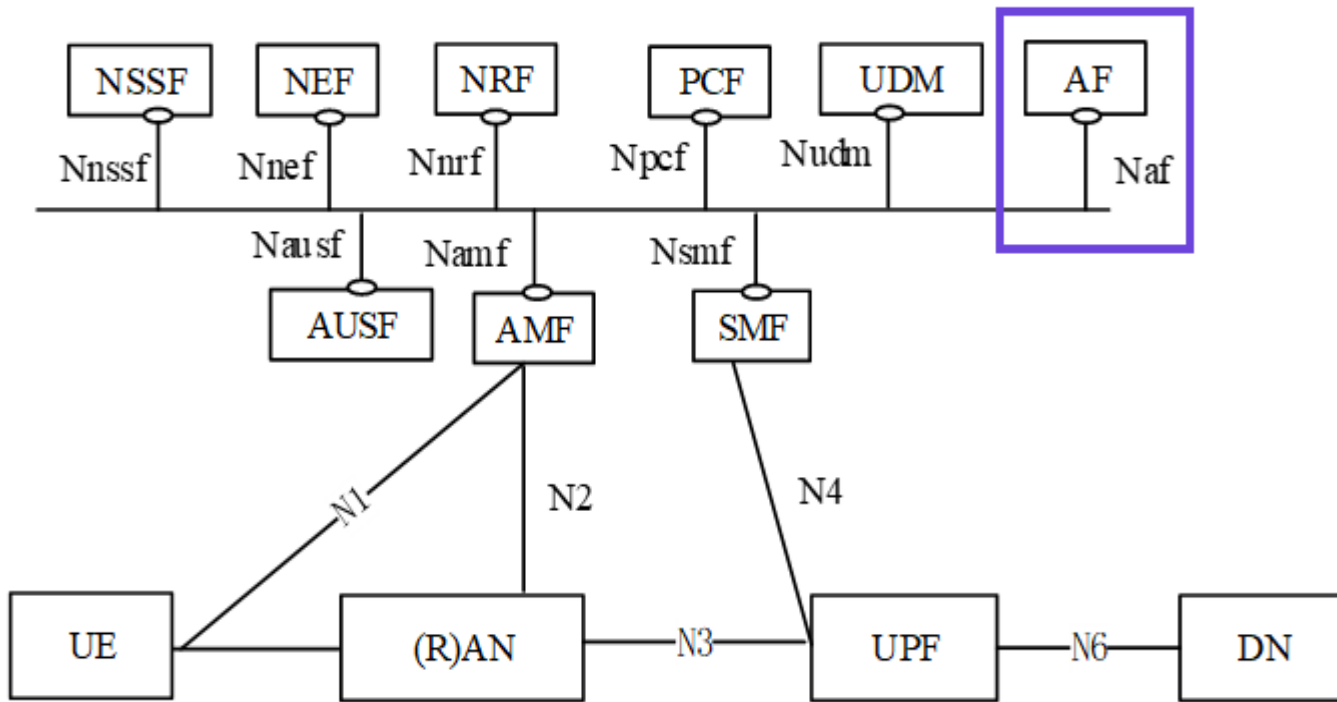 NSSF
NEF
NRF
PCF
UDM
AF
Nnssf
Nnef
Nnrf
Npcf
Nudm
Naf
Nausf
Namf
Nsmf
AUSF
AMF
SMF
N1
N2
N4
UE
(R)AN
N3
UPF
N6
DN